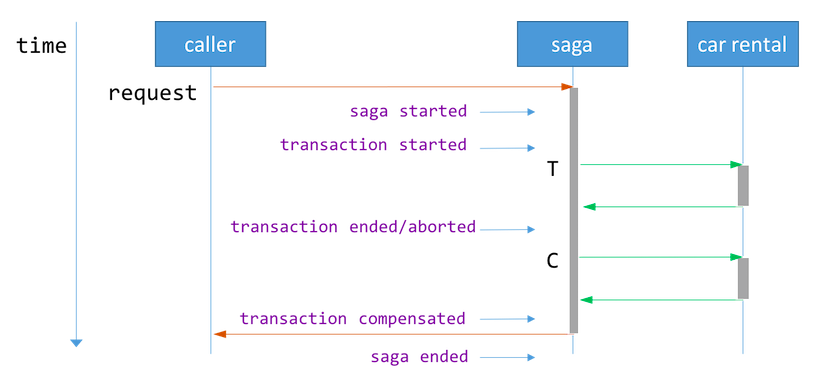 time
caller
saga
car rental
request
saga started
transaction started
T
transaction ended/aborted
C
transaction compensated
saga ended